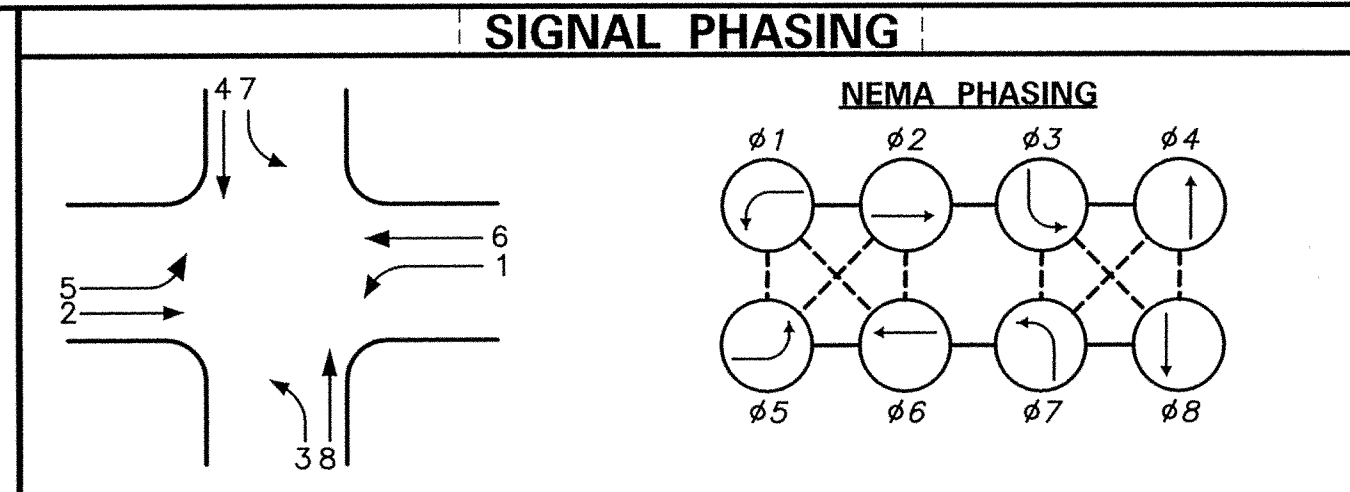 SIGNAL PHASING
4 7
6
1
5
2
3 8
NEMA PHASING
ø1 ø2 ø3 ø4
ø5 ø6 ø7 ø8